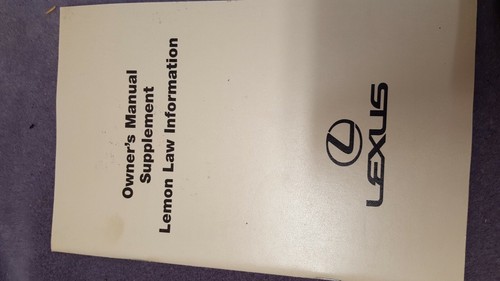 Owner's Manual
Supplement
Lemon Law Information
LEXUS